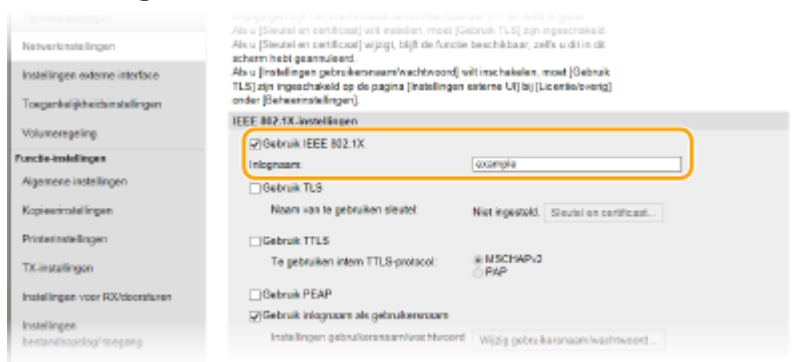 Netwerkinstellingen
Instellingen externe interface
Toegankelijkheidsinstellingen
Volumeregeling
Functie-instellingen
Algemene instellingen
Kopieerinstellingen
Printerinstellingen
TX-instellingen
Instellingen voor RX/doorsturen
Instellingen
bestandsopslag/-toegang
Als u [Sleutel en certificaat] wilt instellen, moet [Gebruik TLS] zijn ingeschakeld.
Als u [Sleutel en certificaat] wijzigt, blijft de functie beschikbaar, zelfs u dit in dit
scherm hebt geannuleerd.
Als u [Instellingen gebruikersnaam/wachtwoord] wilt inschakelen, moet [Gebruik
TLS] zijn ingeschakeld op de pagina [Instellingen externe UI] bij [Licentie/overig]
onder [Beheerinstellingen].
IEEE 802.1X-instellingen
Gebruik IEEE 802.1X
Inlognaam: example
Gebruik TLS
Naam van te gebruiken sleutel: Niet ingesteld. Sleutel en certificaat...
Gebruik TTLS
Te gebruiken intern TTLS-protocol: MSCHAPv2
PAP
Gebruik PEAP
Gebruik inlognaam als gebruikersnaam
Instellingen gebruikersnaam/wachtwoord Wijzig gebruikersnaam/wachtwoord...